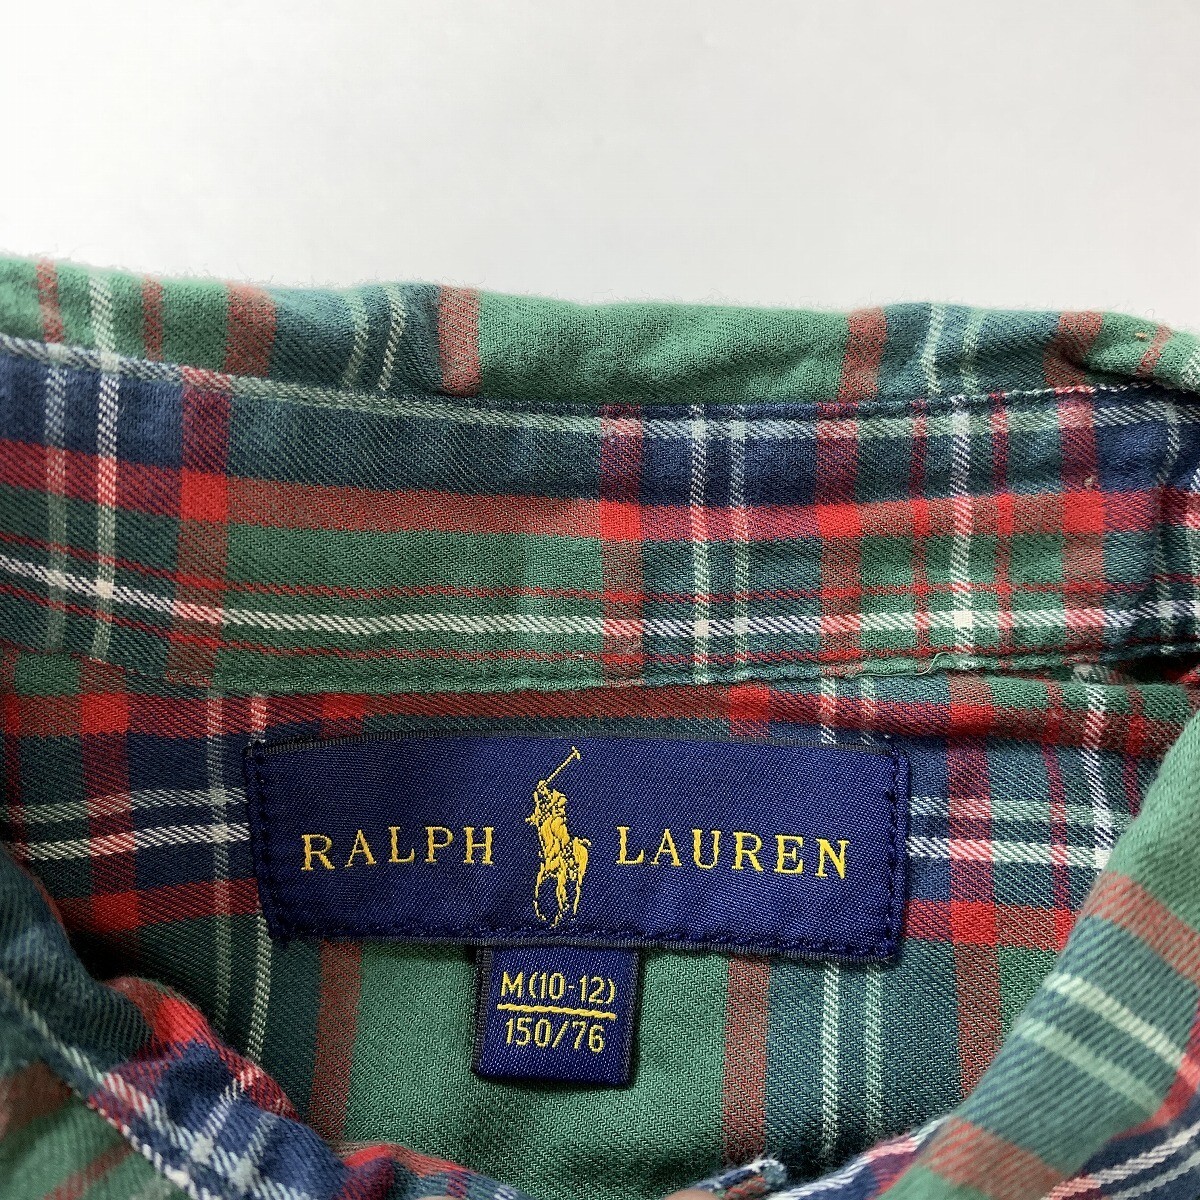 RALPH LAUREN
M(10-12)
150/76